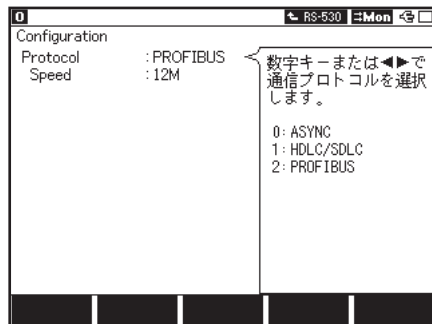 0 RS-530 Mon
Configuration
Protocol :PROFIBUS
Speed :12M
数字キーまたは◀▶で
通信プロトコルを選択
します。
0:ASYNC
1:HDLC/SDLC
2:PROFIBUS